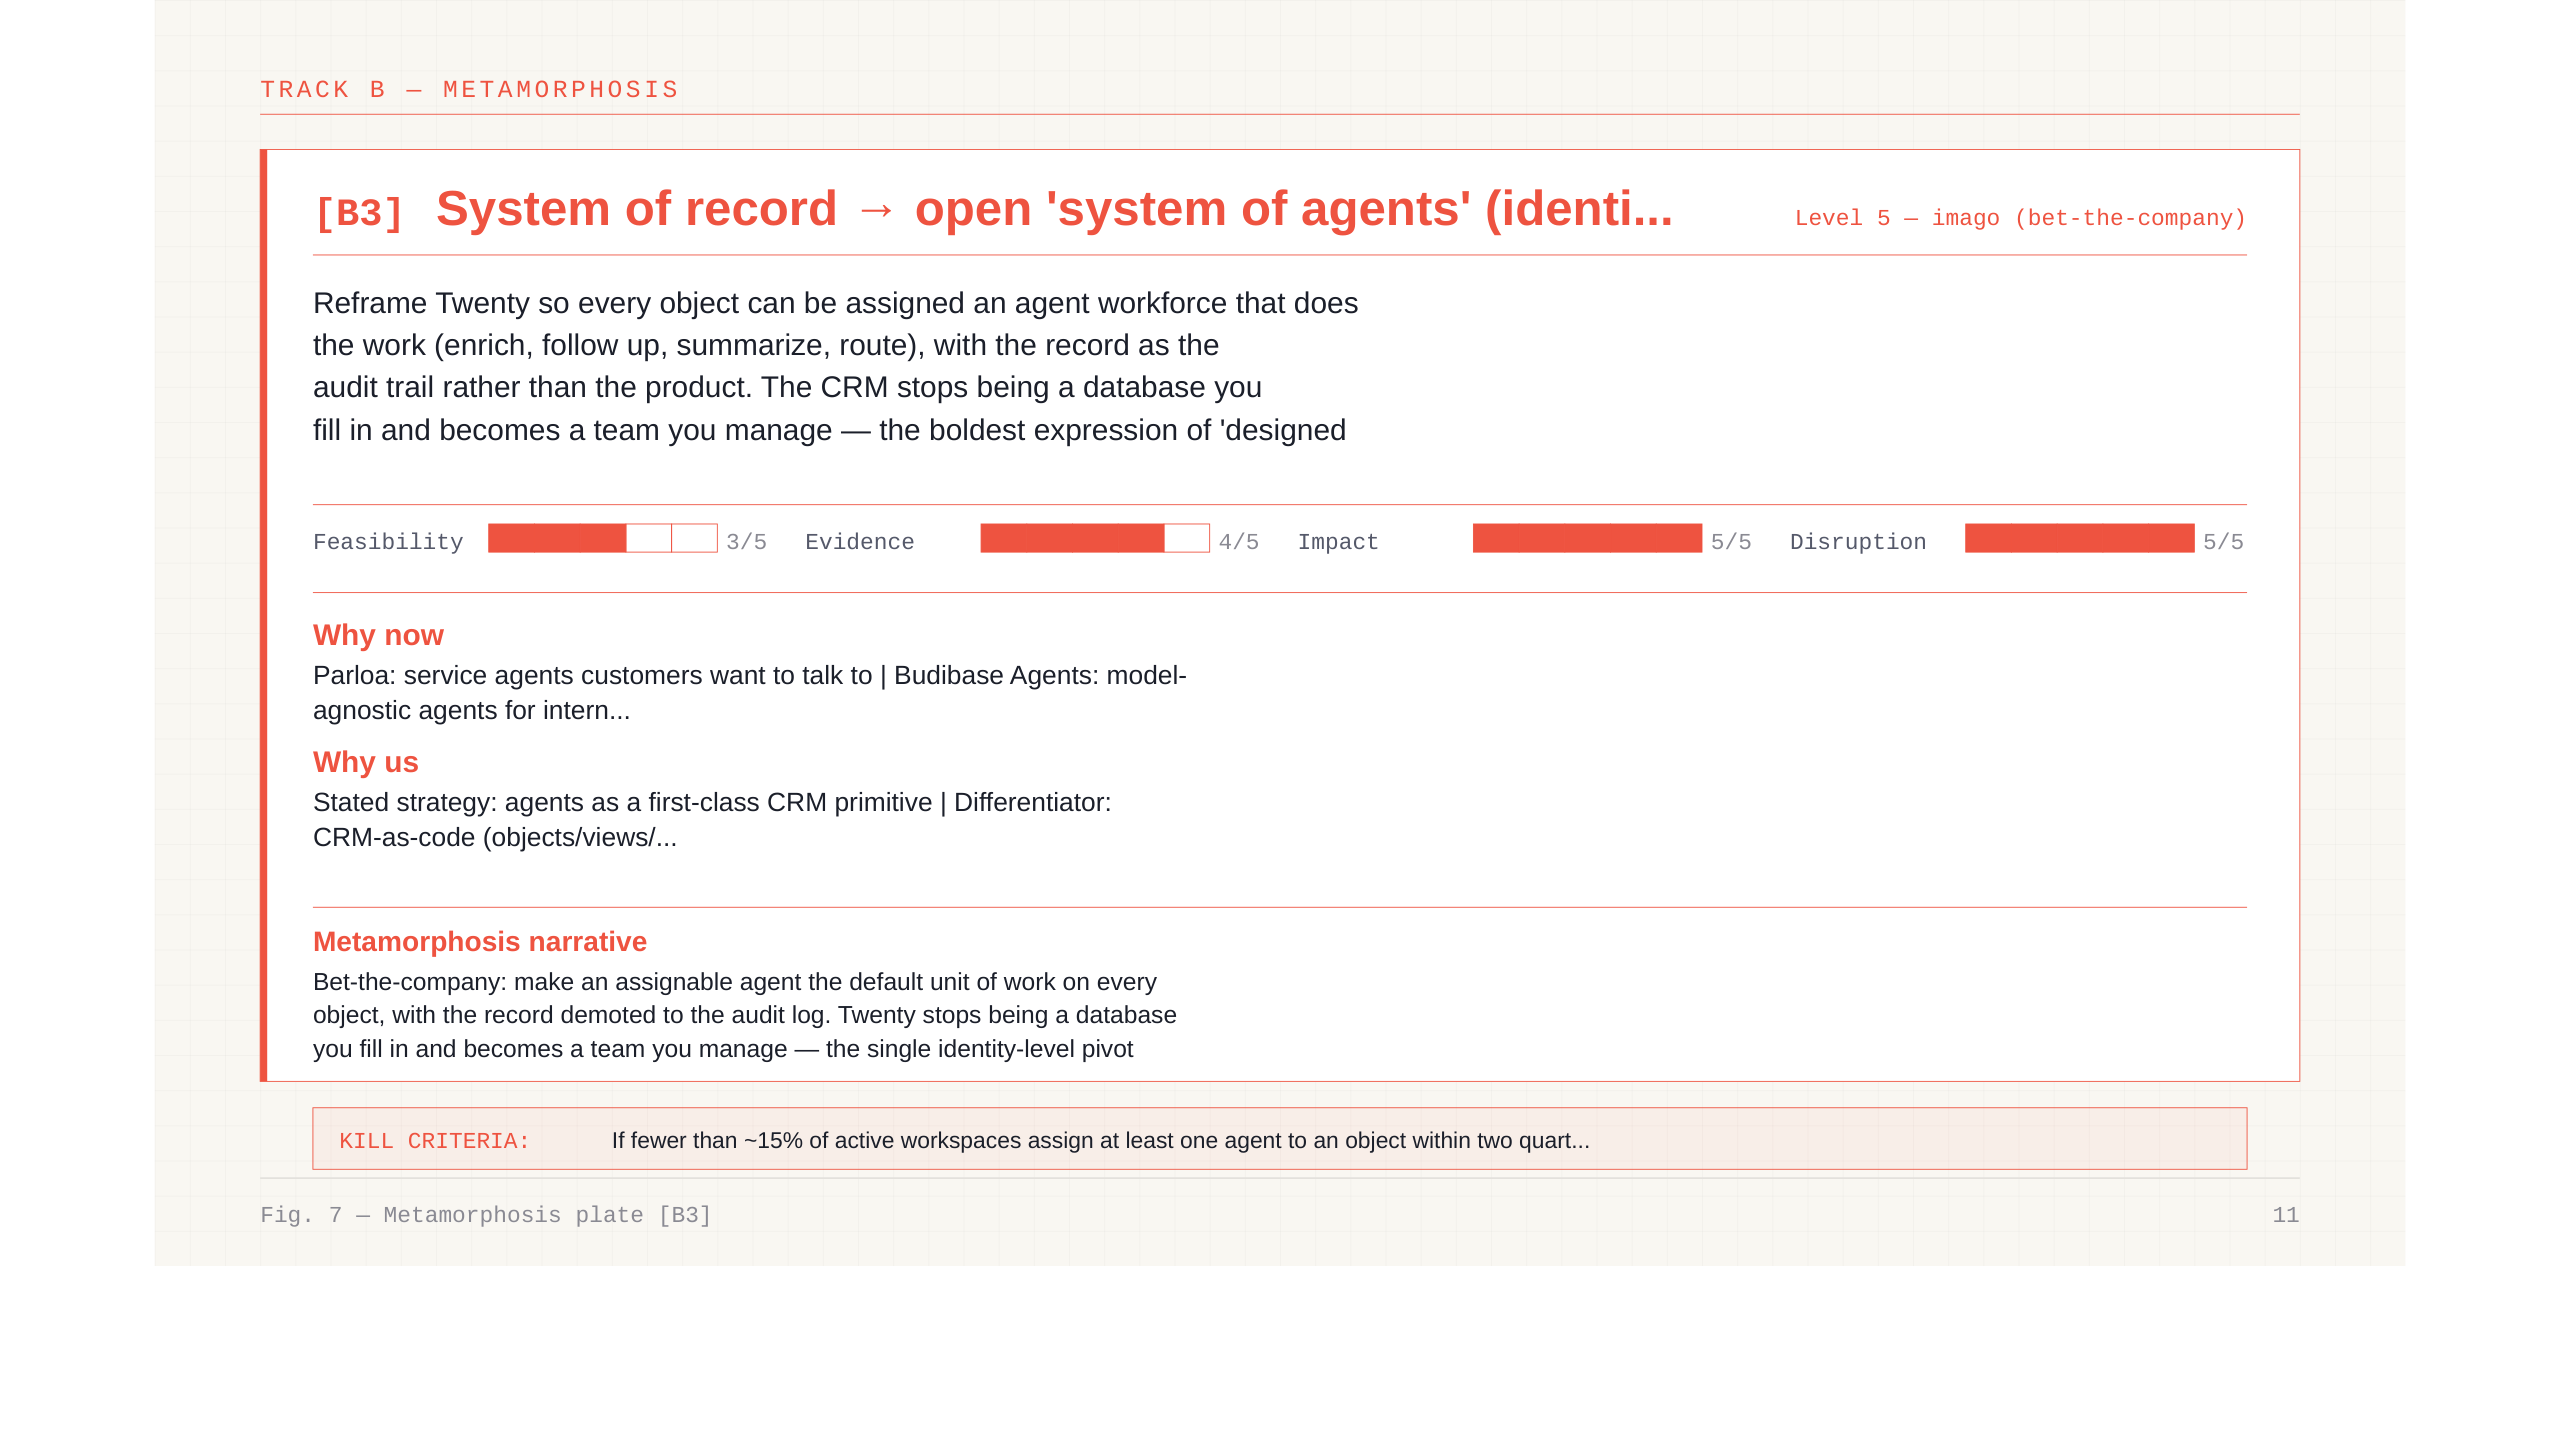 TRACK B — METAMORPHOSIS
[B3] System of record → open 'system of agents' (identi... Level 5 — imago (bet-the-company)
Reframe Twenty so every object can be assigned an agent workforce that does
the work (enrich, follow up, summarize, route), with the record as the
audit trail rather than the product. The CRM stops being a database you
fill in and becomes a team you manage — the boldest expression of 'designed
Feasibility 3/5 Evidence 4/5 Impact 5/5 Disruption 5/5
Why now
Parloa: service agents customers want to talk to | Budibase Agents: model-
agnostic agents for intern...
Why us
Stated strategy: agents as a first-class CRM primitive | Differentiator:
CRM-as-code (objects/views/...
Metamorphosis narrative
Bet-the-company: make an assignable agent the default unit of work on every
object, with the record demoted to the audit log. Twenty stops being a database
you fill in and becomes a team you manage — the single identity-level pivot
KILL CRITERIA: If fewer than ~15% of active workspaces assign at least one agent to an object within two quart...
Fig. 7 — Metamorphosis plate [B3] 11